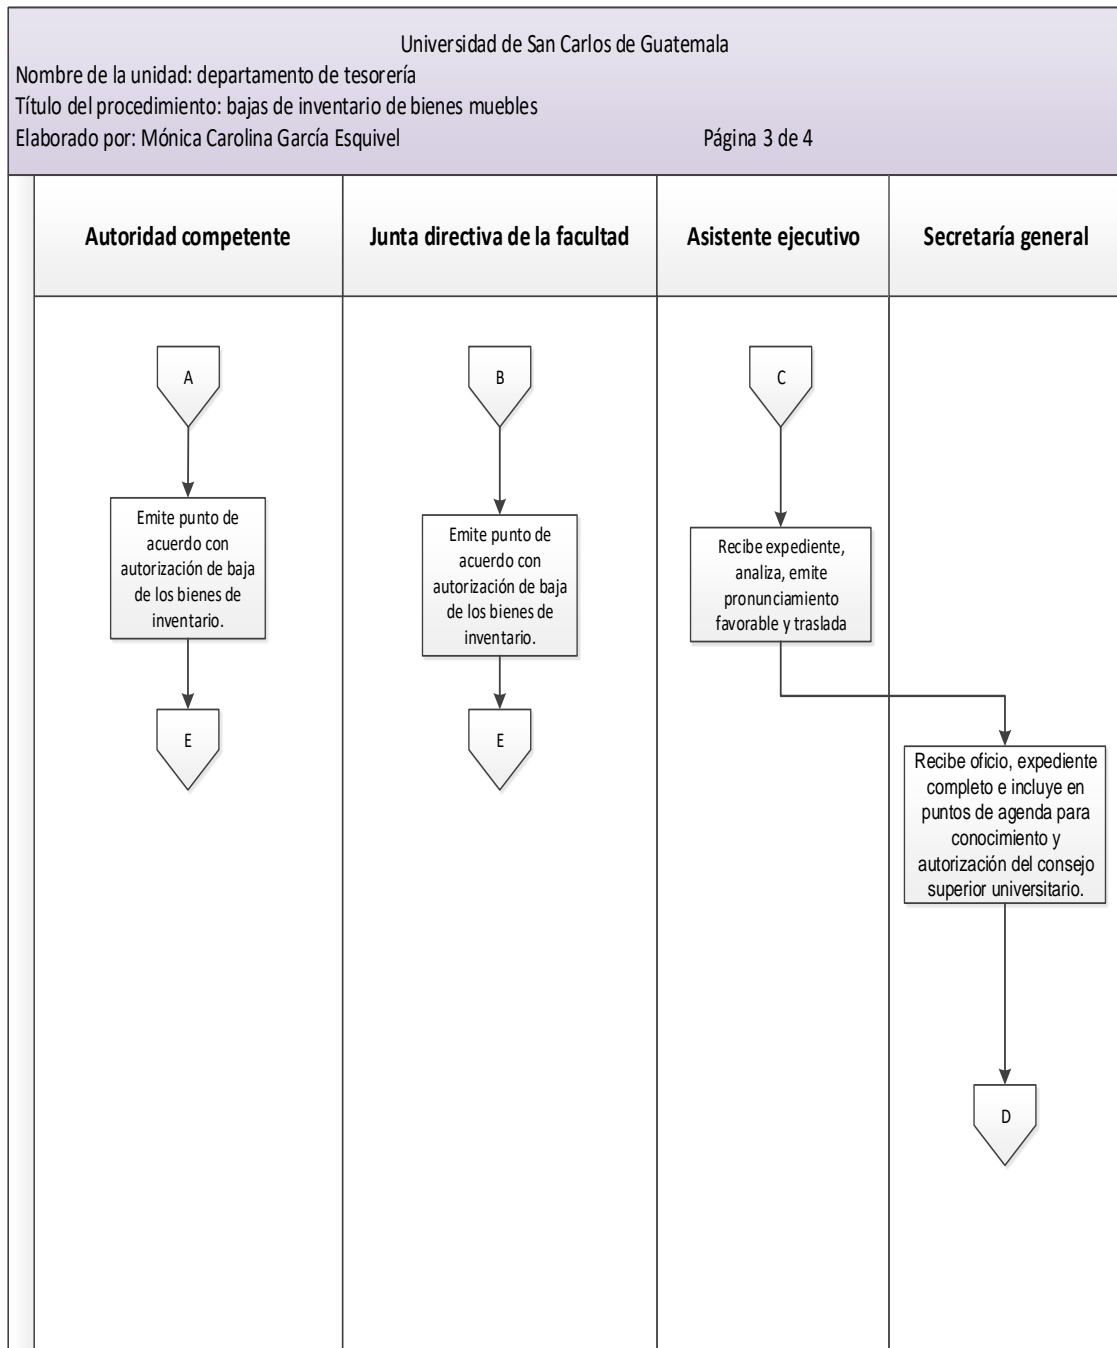 Universidad de San Carlos de Guatemala
Nombre de la unidad: departamento de tesorería
Título del procedimiento: bajas de inventario de bienes muebles
Elaborado por: Mónica Carolina García Esquivel Página 3 de 4
Autoridad competente
Junta directiva de la facultad
Asistente ejecutivo
Secretaría general
A
Emite punto de
acuerdo con
autorización de baja
de los bienes de
inventario.
E
B
Emite punto de
acuerdo con
autorización de baja
de los bienes de
inventario.
E
C
Recibe expediente,
analiza, emite
pronunciamiento
favorable y traslada
Recibe oficio, expediente
completo e incluye en
puntos de agenda para
conocimiento y
autorización del consejo
superior universitario.
D